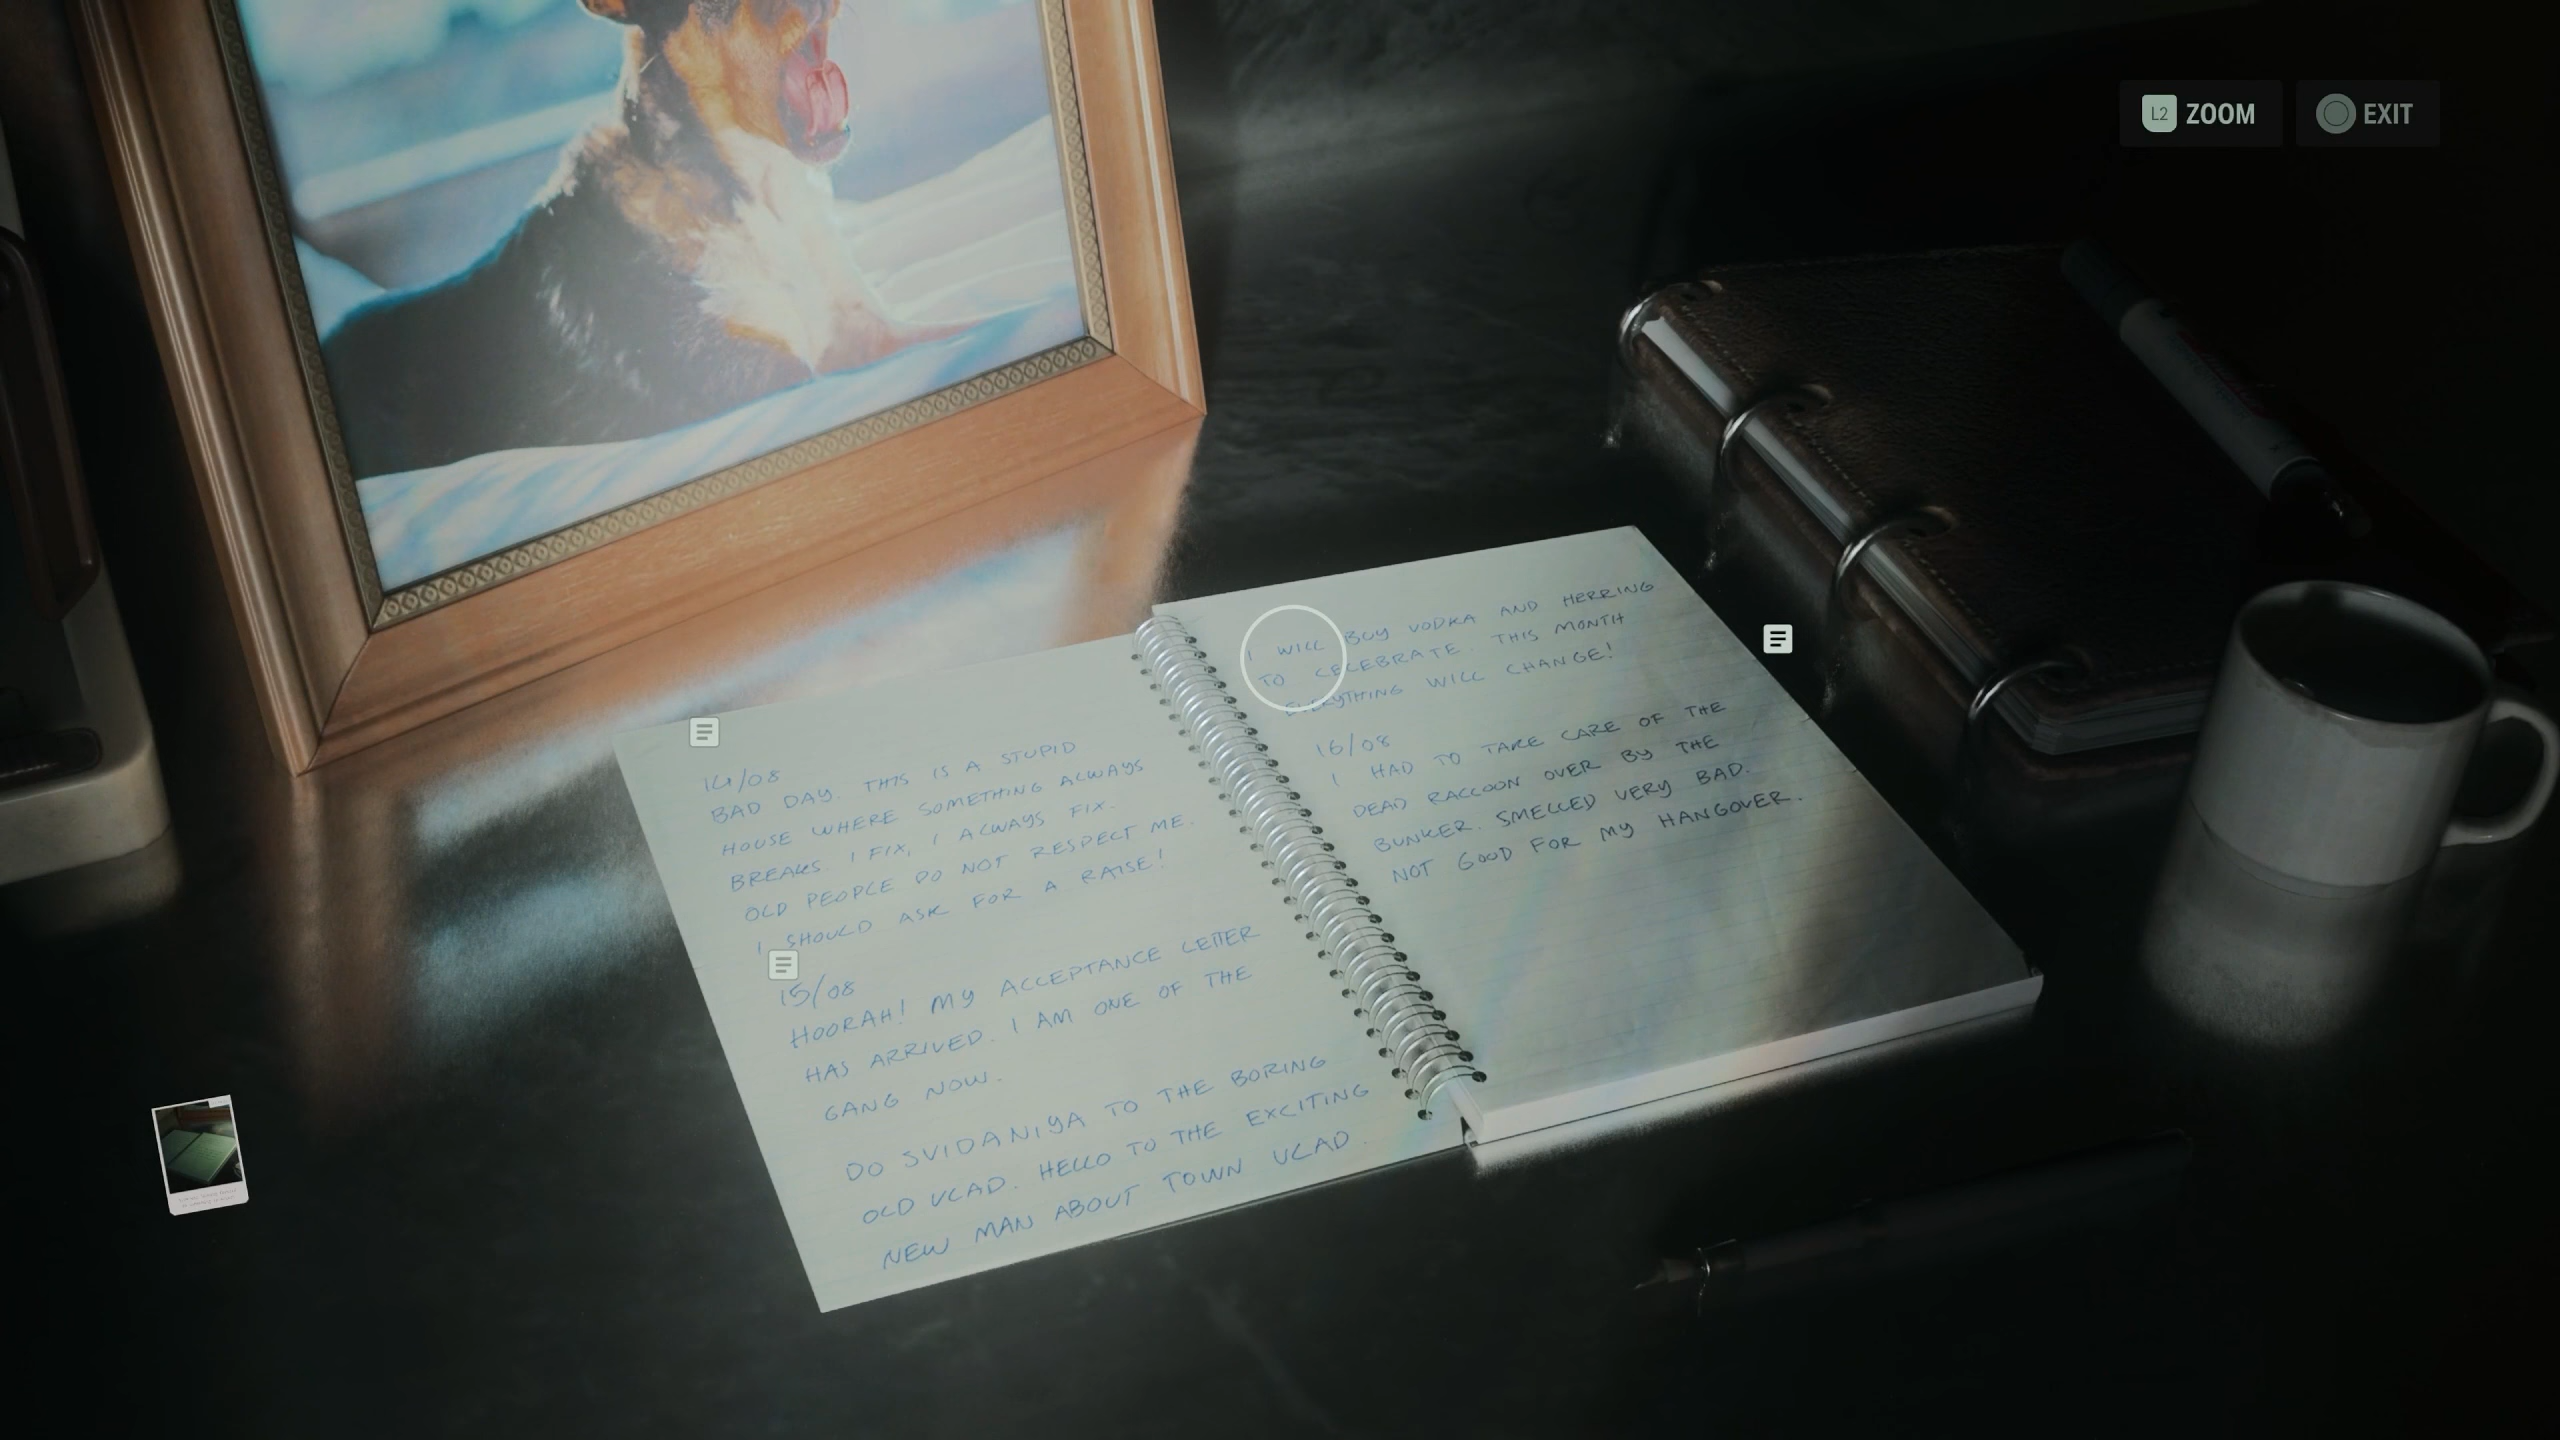 L2 ZOOM
EXIT
14/08
BAD DAY. THIS IS A STUPID
HOUSE WHERE SOMETHING ALWAYS
BREAKS. I FIX, I ALWAYS FIX.
OLD PEOPLE DO NOT RESPECT ME.
I SHOULD ASK FOR A RAISE!
15/08
HOORAH! MY ACCEPTANCE LETTER
HAS ARRIVED. I AM ONE OF THE
GANG NOW.
DO SVIDANIYA TO THE BORING
OLD VLAD. HELLO TO THE EXCITING
NEW MAN ABOUT TOWN VLAD.
I WILL BUY VODKA AND HERRING
TO CELEBRATE. THIS MONTH
EVERYTHING WILL CHANGE!
16/08
I HAD TO TAKE CARE OF THE
DEAD RACCOON OVER BY THE
BUNKER. SMELLED VERY BAD.
NOT GOOD FOR MY HANGOVER.